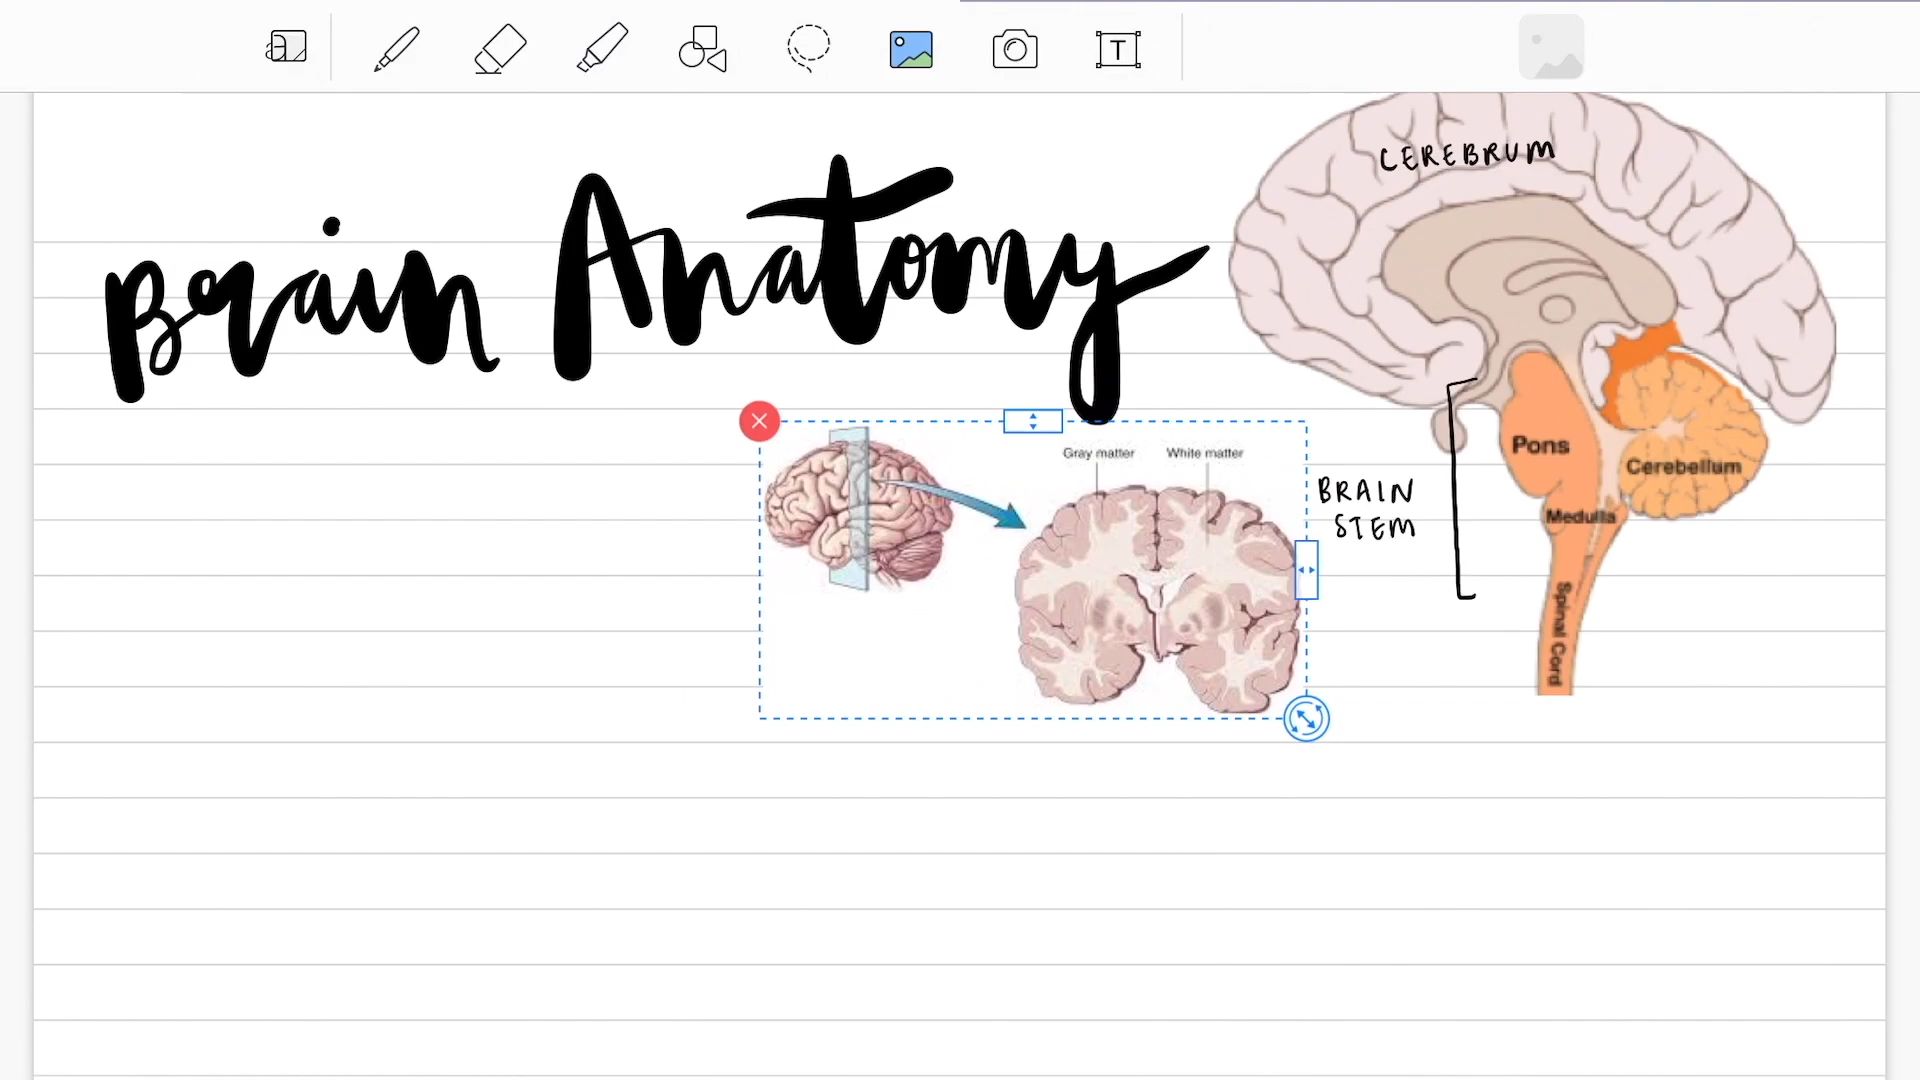 T
CEREBRUM
Brain Anatomy
Pons
Cerebellum
Medulla
Spinal Cord
BRAIN
STEM
Gray matter White matter